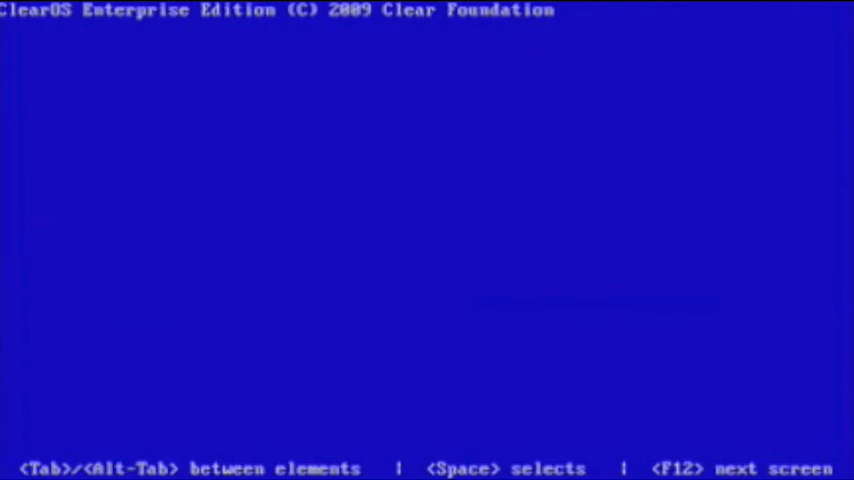 ClearOS Enterprise Edition (C) 2009 Clear Foundation
<Tab>/<Alt-Tab> between elements | <Space> selects | <F12> next screen